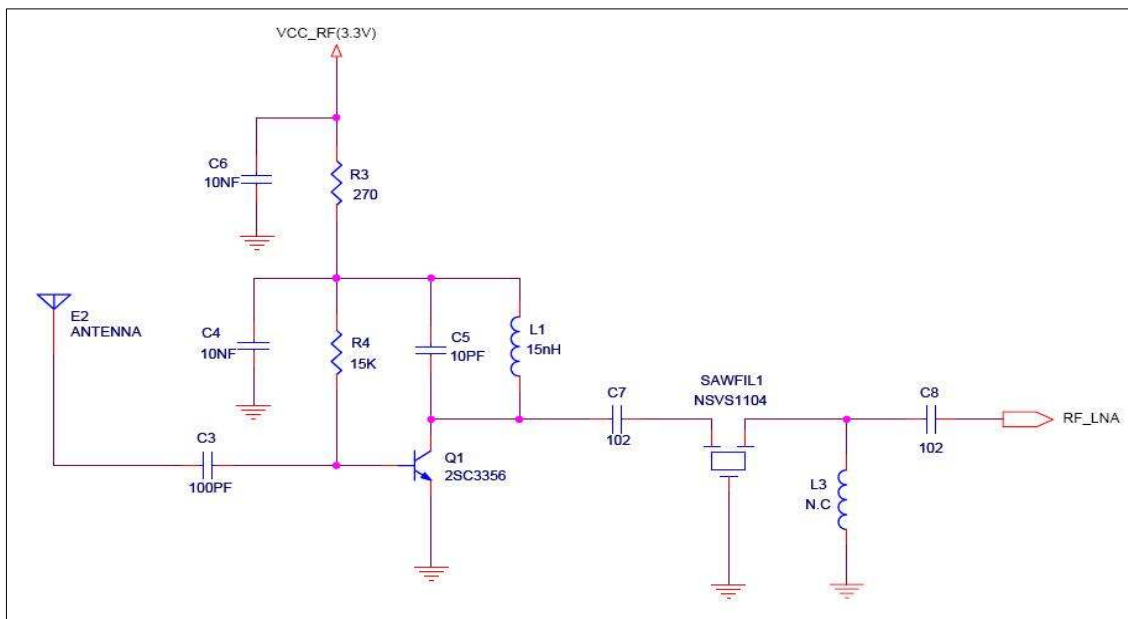 VCC_RF(3.3V)
C6
10NF
R3
270
E2
ANTENNA
C4
10NF
R4
15K
C5
10PF
L1
15nH
C3
100PF
Q1
2SC3356
C7
102
SAWFIL1
NSVS1104
C8
102
RF_LNA
L3
N.C